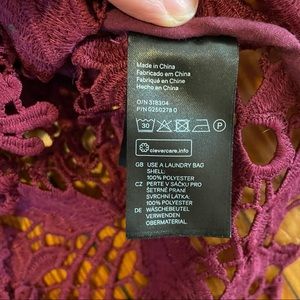 Made in China
Fabricado em China
Fabriqué en Chine
Hecho en China
O/N 318304
P/N 0250278 0
30
clevercare.info
GB USE A LAUNDRY BAG
SHELL:
100% POLYESTER
CZ PERTE V SÁČKU PRO
ŠETRNÉ PRANÍ
SVRCHNÍ LÁTKA:
100% POLYESTER
DE WÄSCHEBEUTEL
VERWENDEN
OBERMATERIAL: